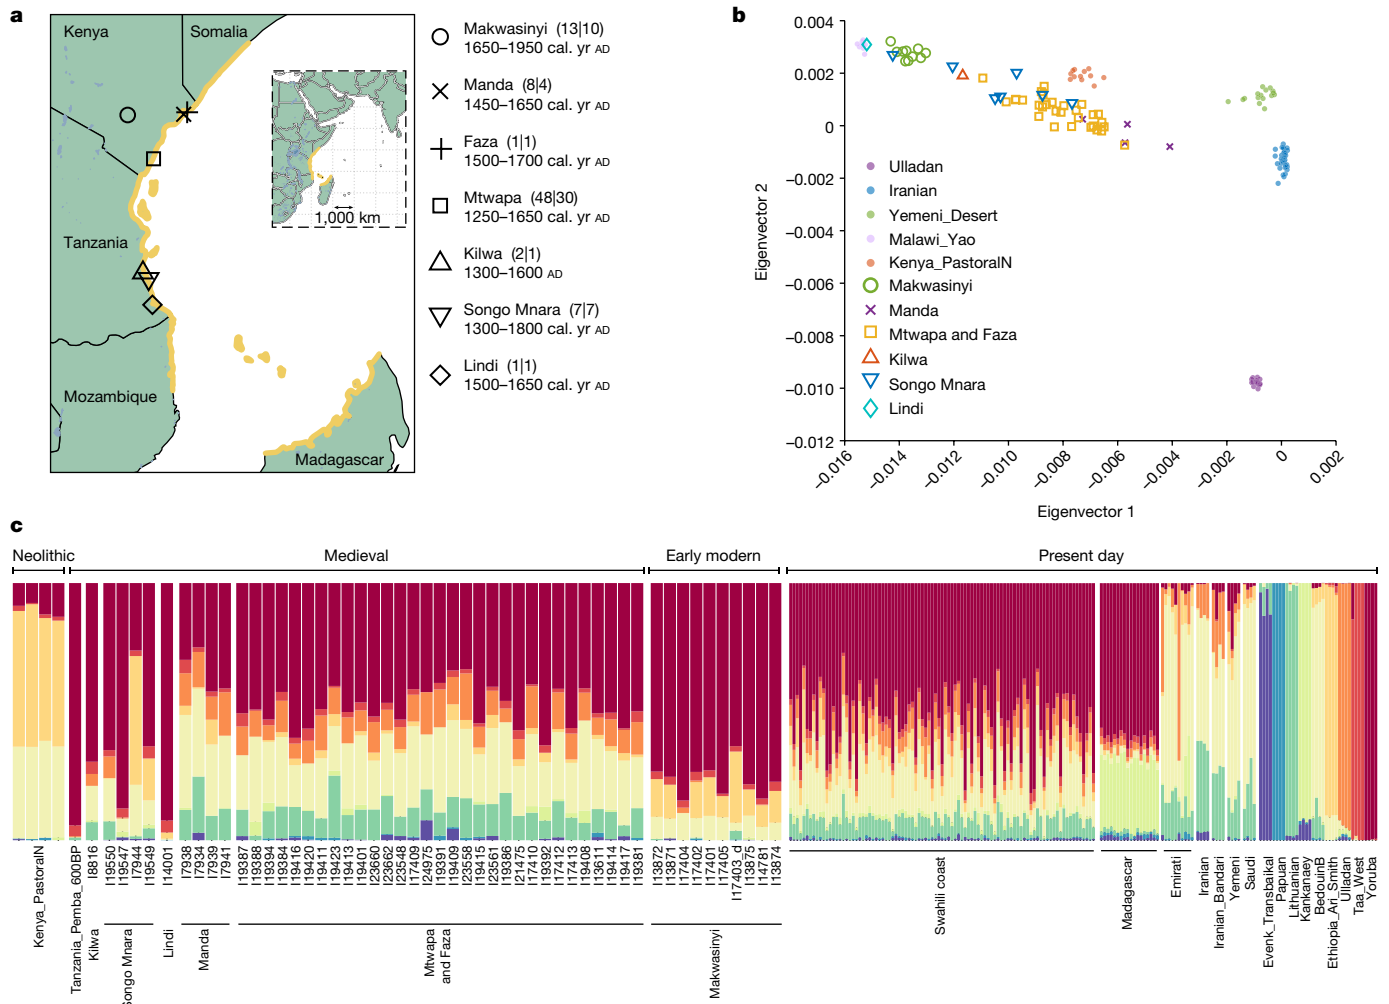 a
Kenya
Somalia
Tanzania
Mozambique
Madagascar
1,000 km
Makwasinyi (13|10)
1650–1950 cal. yr AD
Manda (8|4)
1450–1650 cal. yr AD
Faza (1|1)
1500–1700 cal. yr AD
Mtwapa (48|30)
1250–1650 cal. yr AD
Kilwa (2|1)
1300–1600 AD
Songo Mnara (7|7)
1300–1800 cal. yr AD
Lindi (1|1)
1500–1650 cal. yr AD
b
0.004
0.002
0
−0.002
−0.004
−0.006
−0.008
−0.010
−0.012
Eigenvector 2
Ulladan
Iranian
Yemeni_Desert
Malawi_Yao
Kenya_PastoralN
Makwasinyi
Manda
Mtwapa and Faza
Kilwa
Songo Mnara
Lindi
−0.016
−0.014
−0.012
−0.010
−0.008
−0.006
−0.004
−0.002
0
0.002
Eigenvector 1
c
Neolithic
Medieval
Early modern
Present day
Kenya_PastoralN
Tanzania_Pemba_600BP
I8816
Kilwa
I19550
I19547
I7944
I19549
Songo Mnara
I14001
Lindi
I7938
I7934
I7939
I7941
Manda
I19387
I19388
I19394
I19384
I19416
I19420
I19411
I19423
I19413
I19401
I23660
I23662
I23548
I17409
I24975
I19391
I19409
I23558
I19415
I23561
I19386
I21475
I17410
I19392
I17412
I17413
I19408
I13611
I19414
I19417
I19381
Mtwapa
and Faza
I13872
I13871
I17404
I17402
I17401
I17405
I17403_d
I13875
I14781
I13874
Makwasinyi
Swahili coast
Madagascar
Emirati
Iranian
Iranian_Bandari
Yemeni
Saudi
Evenk_Transbaikal
Papuan
Lithuanian
Kankanaey
BedouinB
Ethiopia_Ari_Smith
Ulladan
Taa_West
Yoruba